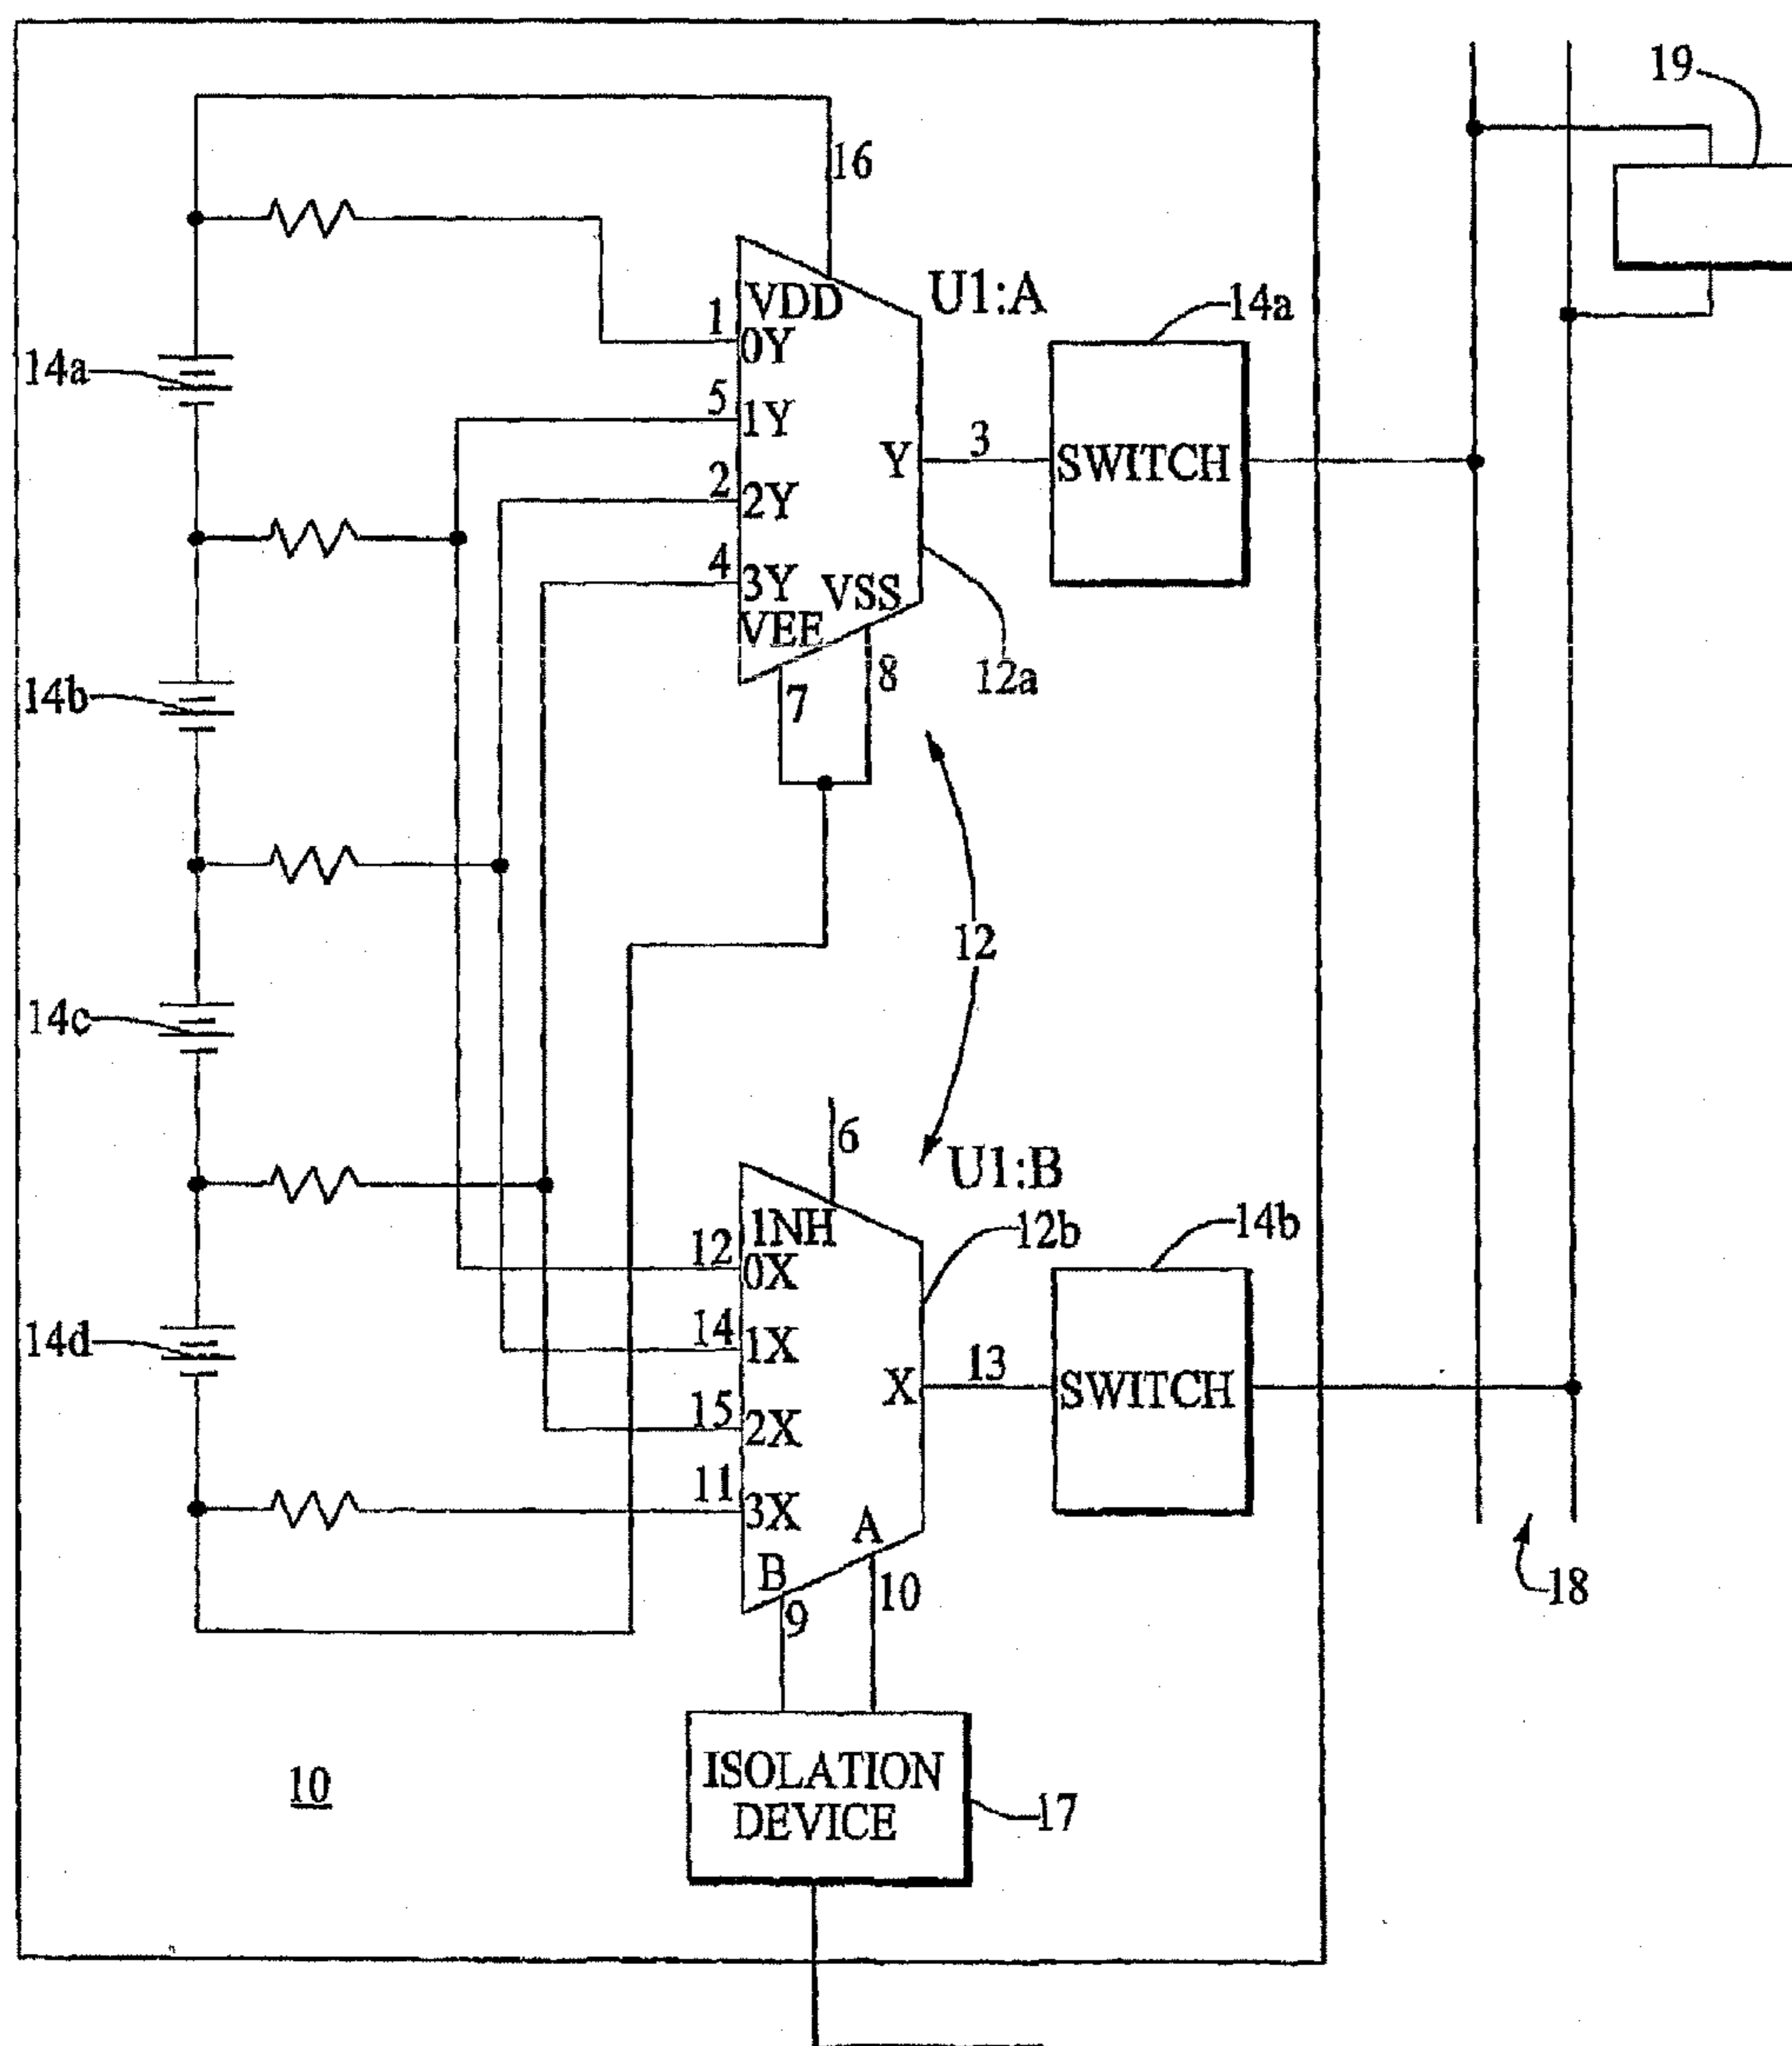 19
16
U1:A
VDD
1
0Y
14a
14a
5
1Y
Y
3
SWITCH
2
2Y
4
3Y
VSS
VEE
12a
14b
7
8
12
14c
6
U1:B
1NH
12b
14b
12
0X
14d
14
1X
X
13
SWITCH
15
2X
11
3X
A
B
10
9
18
ISOLATION
DEVICE
17
10